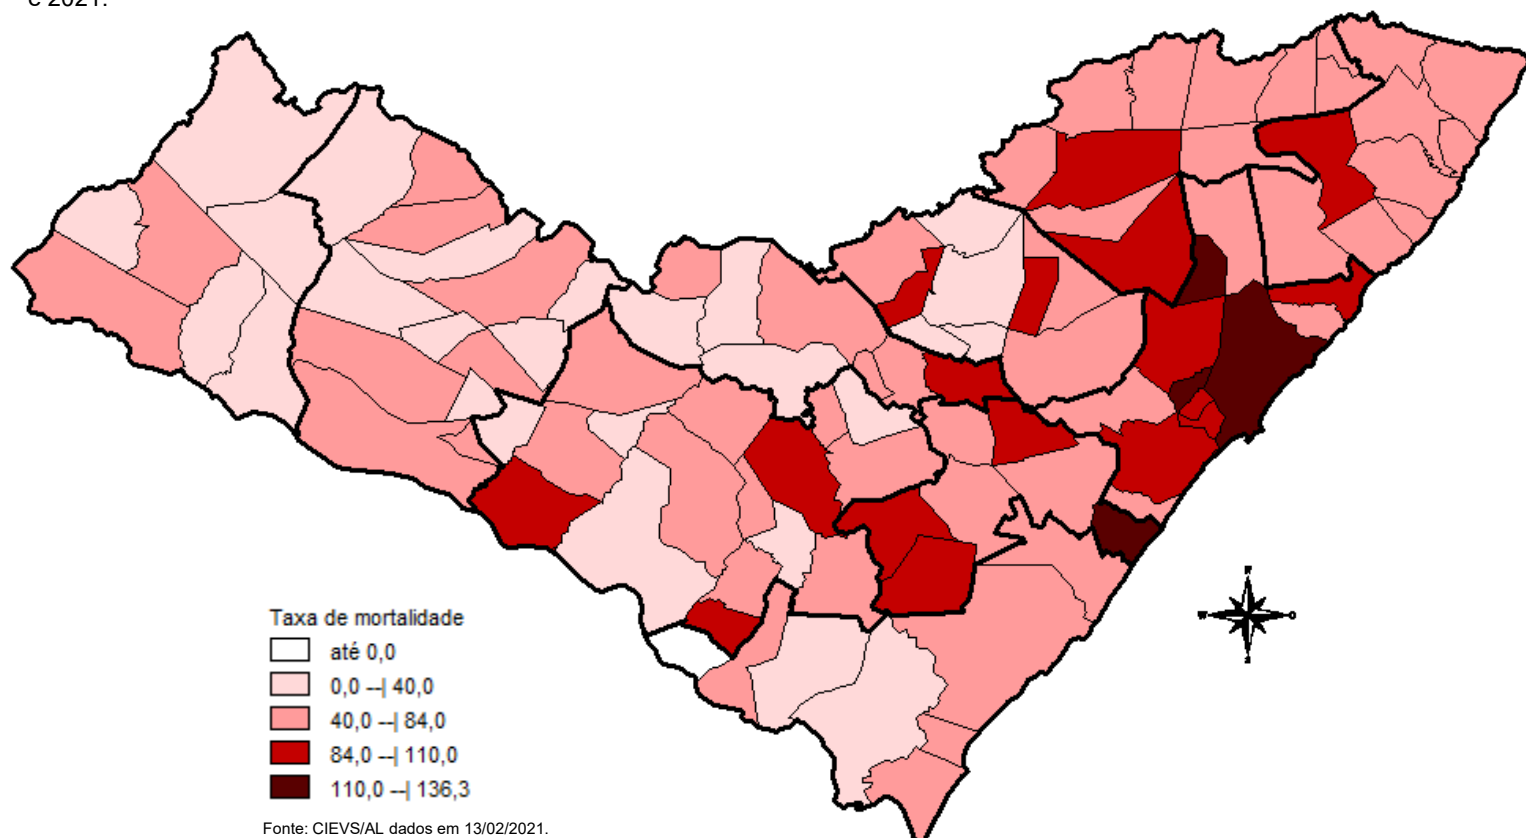 e 2021.
Taxa de mortalidade
até 0,0
0,0 --| 40,0
40,0 --| 84,0
84,0 --| 110,0
110,0 --| 136,3
Fonte: CIEVS/AL dados em 13/02/2021.